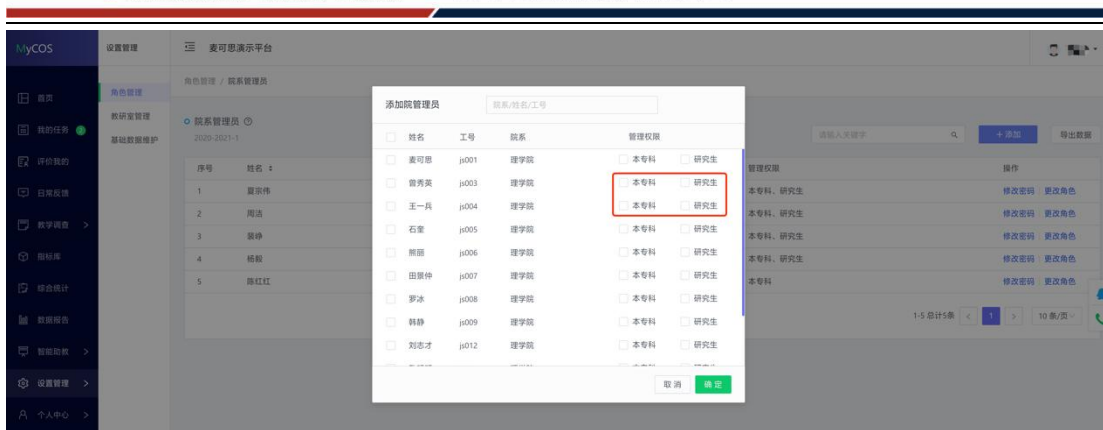 MyCOS
设置管理
麦可思演示平台
首页
我的任务 2
评价我的
日常反馈
教学调查 >
指标库
综合统计
数据报告
智能助教 >
设置管理 >
个人中心 >
角色管理
教研室管理
基础数据维护
角色管理 / 院系管理员
院系管理员
2020-2021-1
请输入关键字
+ 添加
导出数据
序号 姓名 管理权限 操作
1 夏宗伟 本专科、研究生 修改密码 更改角色
2 周洁 本专科、研究生 修改密码 更改角色
3 裴峥 本专科、研究生 修改密码 更改角色
4 杨毅 本专科、研究生 修改密码 更改角色
5 陈红红 本专科 修改密码 更改角色
1-5 总计5条 < 1 > 10 条/页
添加院管理员 院系/姓名/工号
姓名 工号 院系 管理权限
麦可思 js001 理学院 本专科 研究生
曾秀英 js003 理学院 本专科 研究生
王一兵 js004 理学院 本专科 研究生
石奎 js005 理学院 本专科 研究生
熊丽 js006 理学院 本专科 研究生
田景仲 js007 理学院 本专科 研究生
罗冰 js008 理学院 本专科 研究生
韩静 js009 理学院 本专科 研究生
刘志才 js012 理学院 本专科 研究生
取 消 确 定